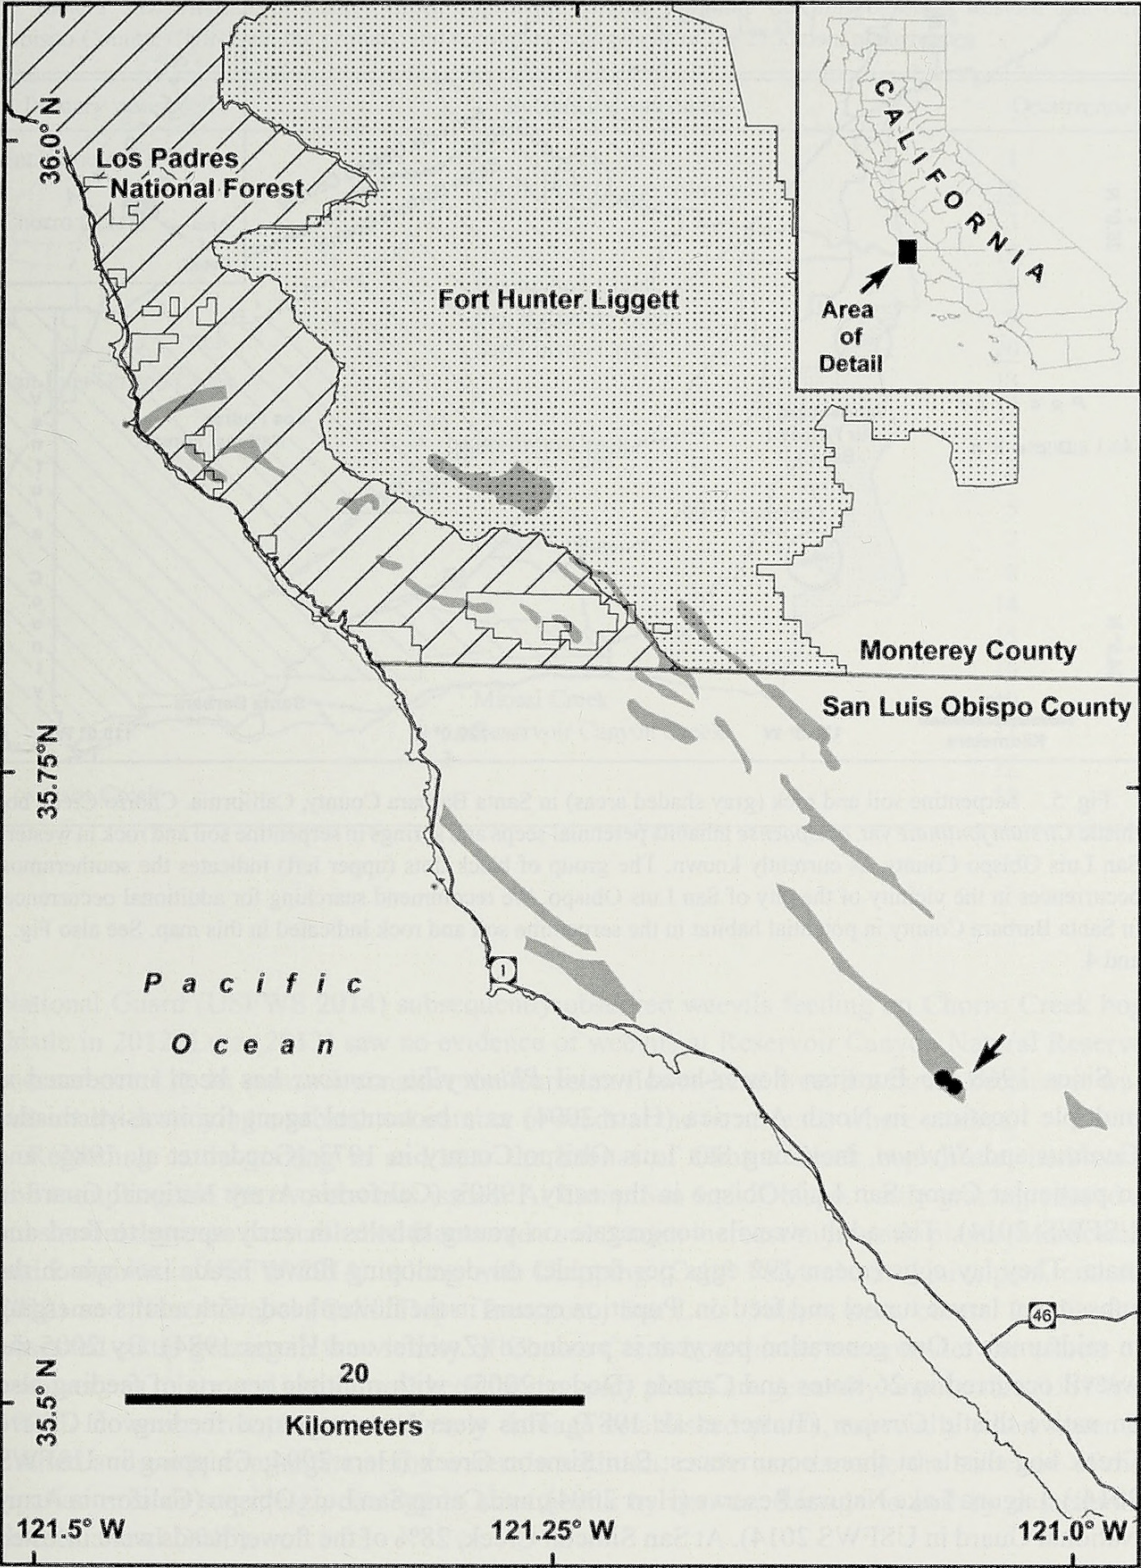 36.0° N
Los Padres
National Forest
CALIFORNIA
Area
of
Detail
Fort Hunter Liggett
Monterey County
San Luis Obispo County
35.75°N
1
Pacific
Ocean
46
20
Kilometers
35.5° N
121.5° W
121.25° W
121.0° W